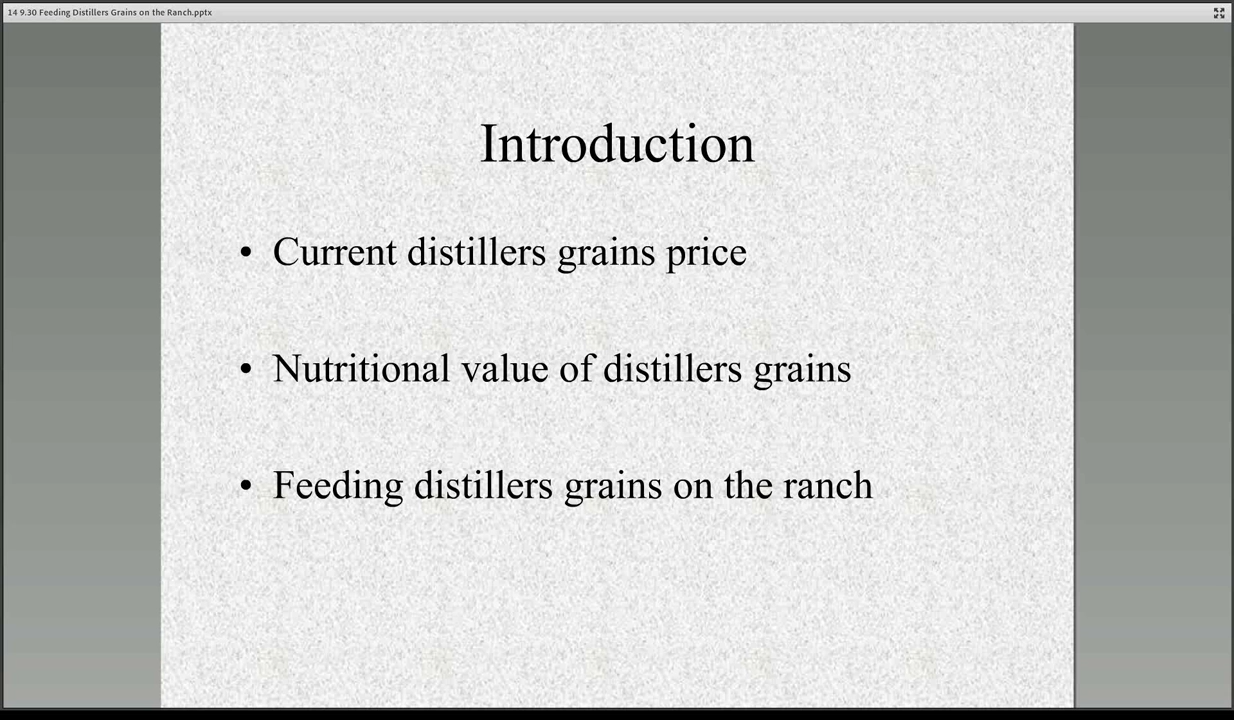 14 9.30 Feeding Distillers Grains on the Ranch.pptx
Introduction
• Current distillers grains price
• Nutritional value of distillers grains
• Feeding distillers grains on the ranch